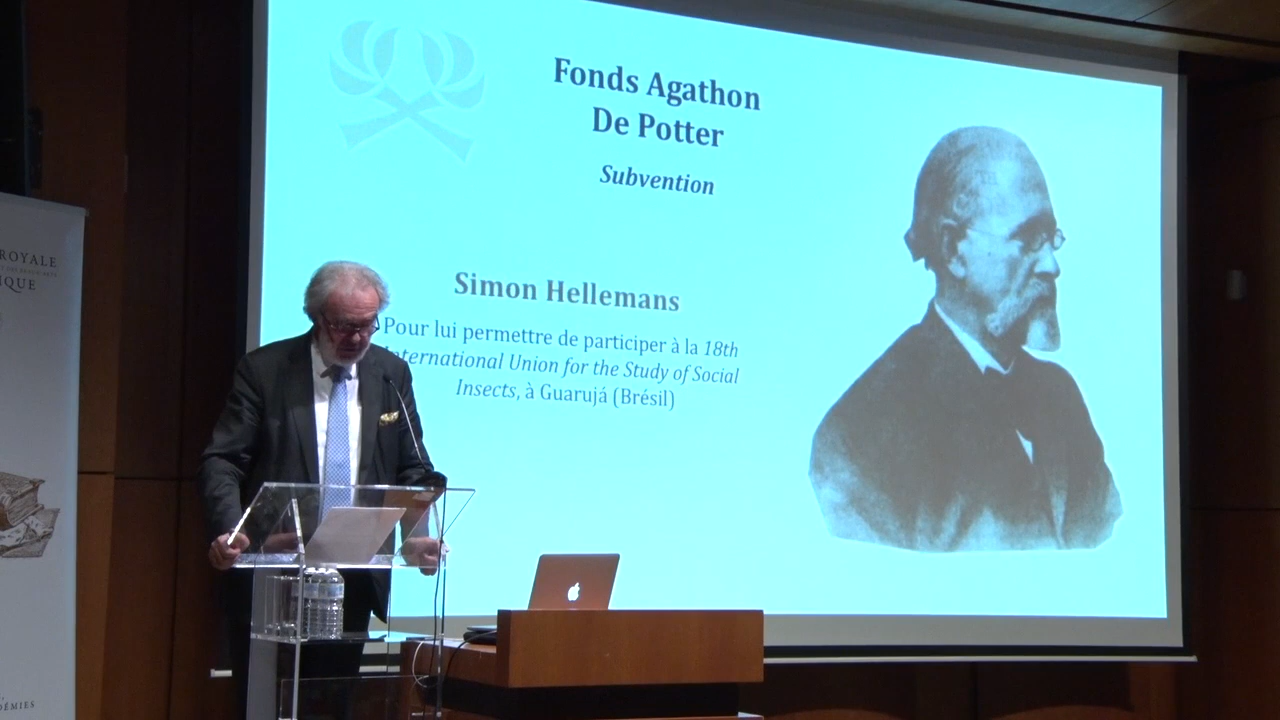 Fonds Agathon
De Potter
Subvention
Simon Hellemans
Pour lui permettre de participer à la 18th
International Union for the Study of Social
Insects, à Guarujá (Brésil)
ROYALE
IQUE
DÉMIES